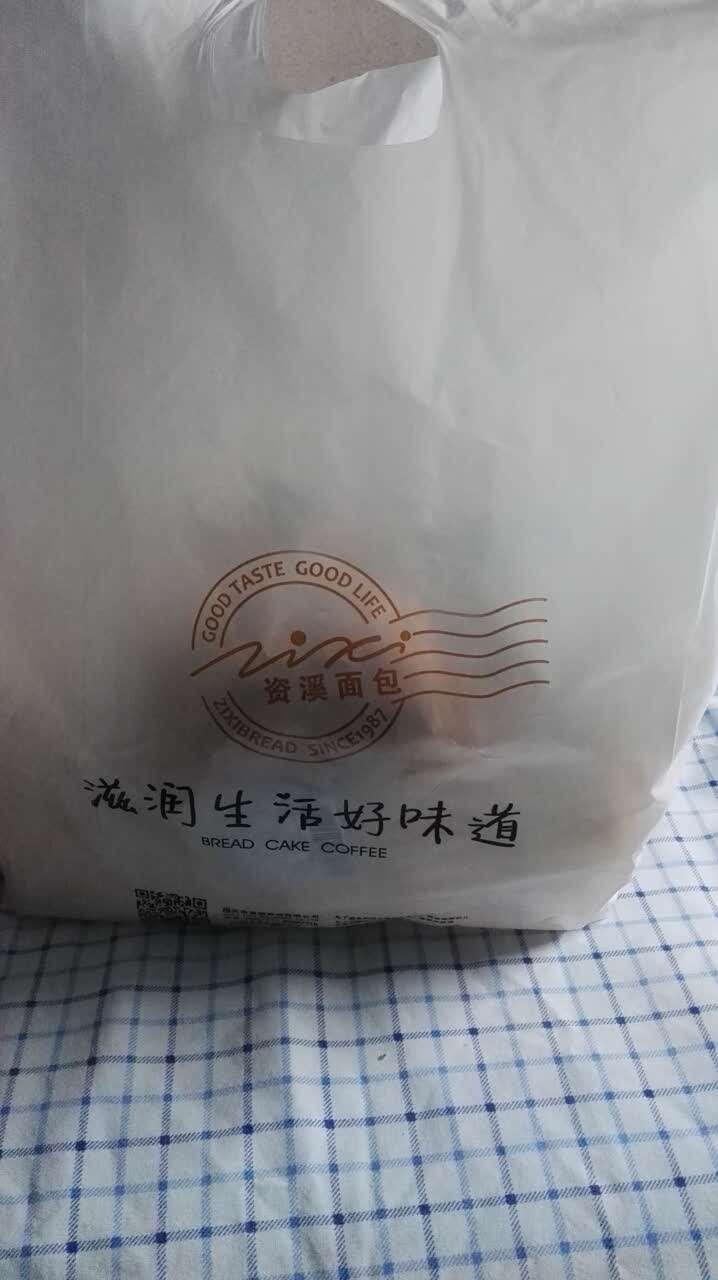 GOOD TASTE GOOD LIFE
zixi
资溪面包
ZIXIBREAD SINCE1987
滋润生活好味道
BREAD CAKE COFFEE